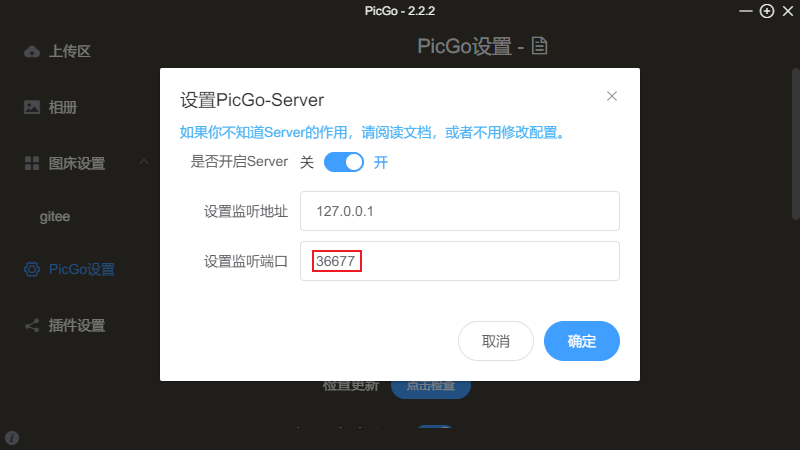 PicGo - 2.2.2
上传区
PicGo设置 -
相册
图床设置
gitee
PicGo设置
插件设置
设置PicGo-Server
如果你不知道Server的作用，请阅读文档，或者不用修改配置。
是否开启Server 关 开
设置监听地址 127.0.0.1
设置监听端口 36677
取消 确定
检查更新 点击检查